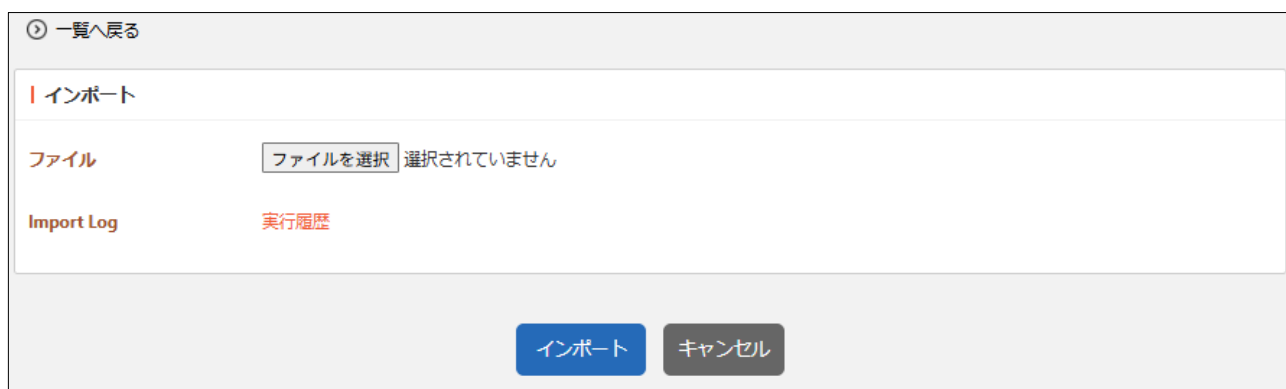 一覧へ戻る
インポート
ファイル ファイルを選択 選択されていません
Import Log 実行履歴
インポート キャンセル